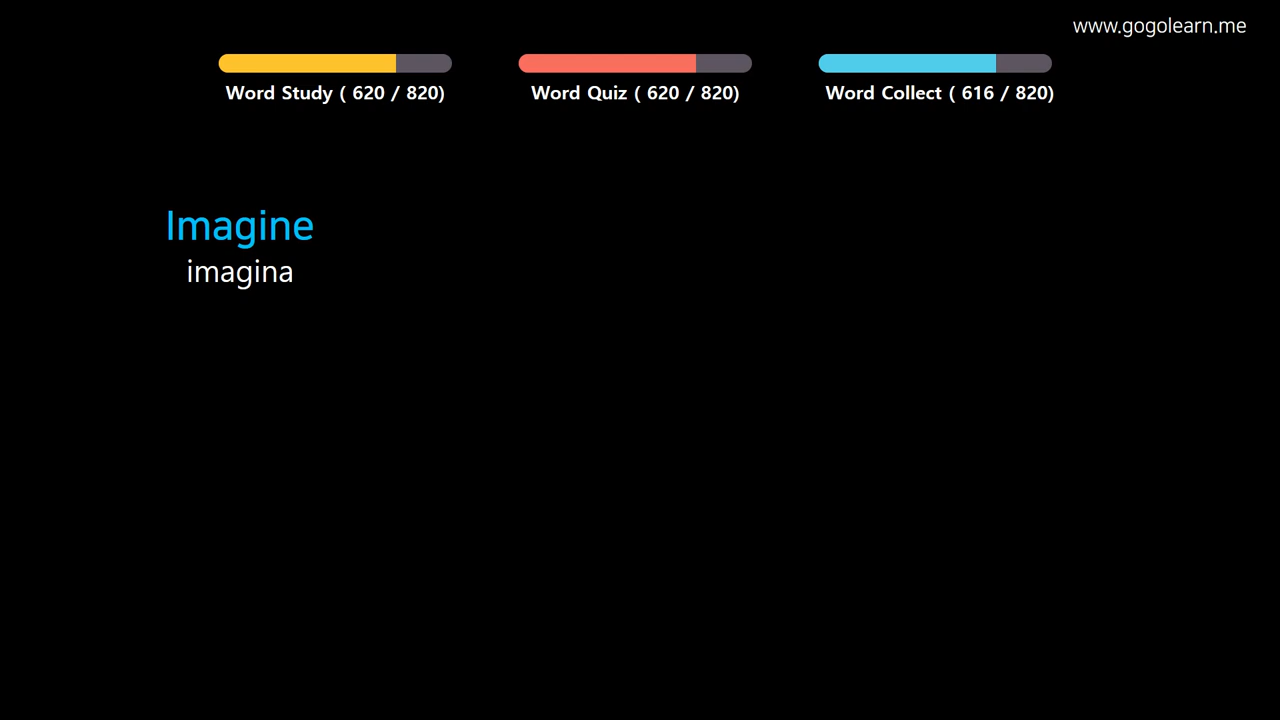 www.gogolearn.me
Word Study ( 620 / 820)
Word Quiz ( 620 / 820)
Word Collect ( 616 / 820)
Imagine
imagina